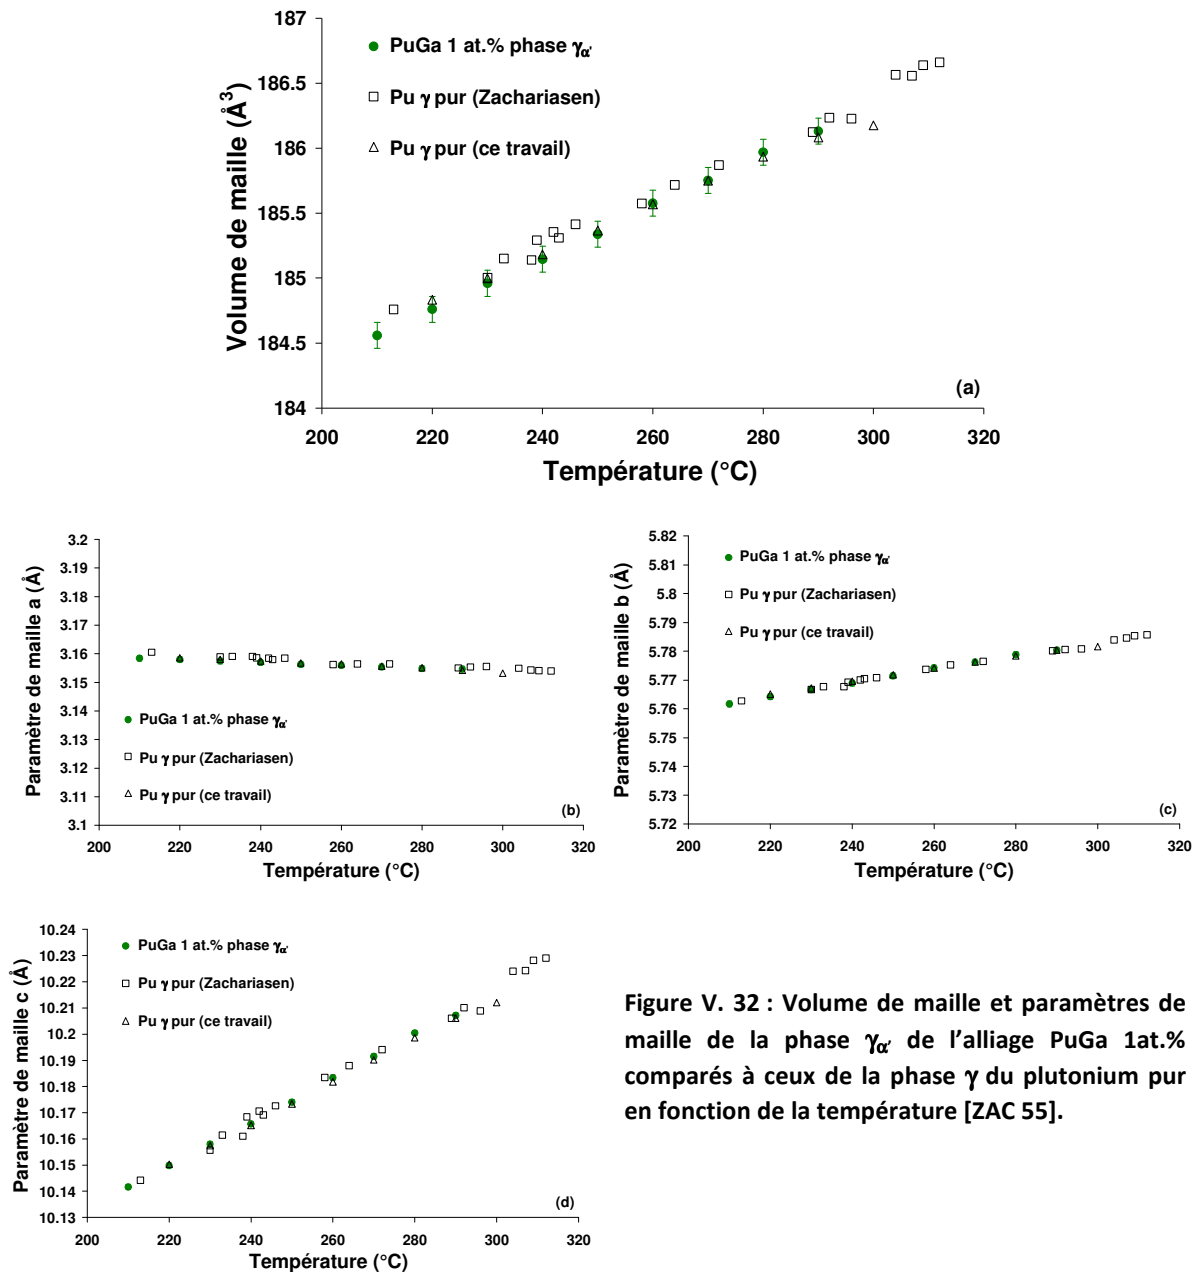 187
186.5
186
185.5
185
184.5
184
Volume de maille (Å³)
PuGa 1 at.% phase γα'
Pu γ pur (Zachariasen)
Pu γ pur (ce travail)
(a)
200 220 240 260 280 300 320
Température (°C)
3.2
3.19
3.18
3.17
3.16
3.15
3.14
3.13
3.12
3.11
3.1
Paramètre de maille a (Å)
PuGa 1 at.% phase γα'
Pu γ pur (Zachariasen)
Pu γ pur (ce travail)
(b)
200 220 240 260 280 300 320
Température (°C)
5.82
5.81
5.8
5.79
5.78
5.77
5.76
5.75
5.74
5.73
5.72
Paramètre de maille b (Å)
PuGa 1 at.% phase γα'
Pu γ pur (Zachariasen)
Pu γ pur (ce travail)
(c)
200 220 240 260 280 300 320
Température (°C)
10.24
10.23
10.22
10.21
10.2
10.19
10.18
10.17
10.16
10.15
10.14
10.13
Paramètre de maille c (Å)
PuGa 1 at.% phase γα'
Pu γ pur (Zachariasen)
Pu γ pur (ce travail)
(d)
200 220 240 260 280 300 320
Température (°C)
Figure V. 32 : Volume de maille et paramètres de
maille de la phase γα' de l'alliage PuGa 1at.%
comparés à ceux de la phase γ du plutonium pur
en fonction de la température [ZAC 55].